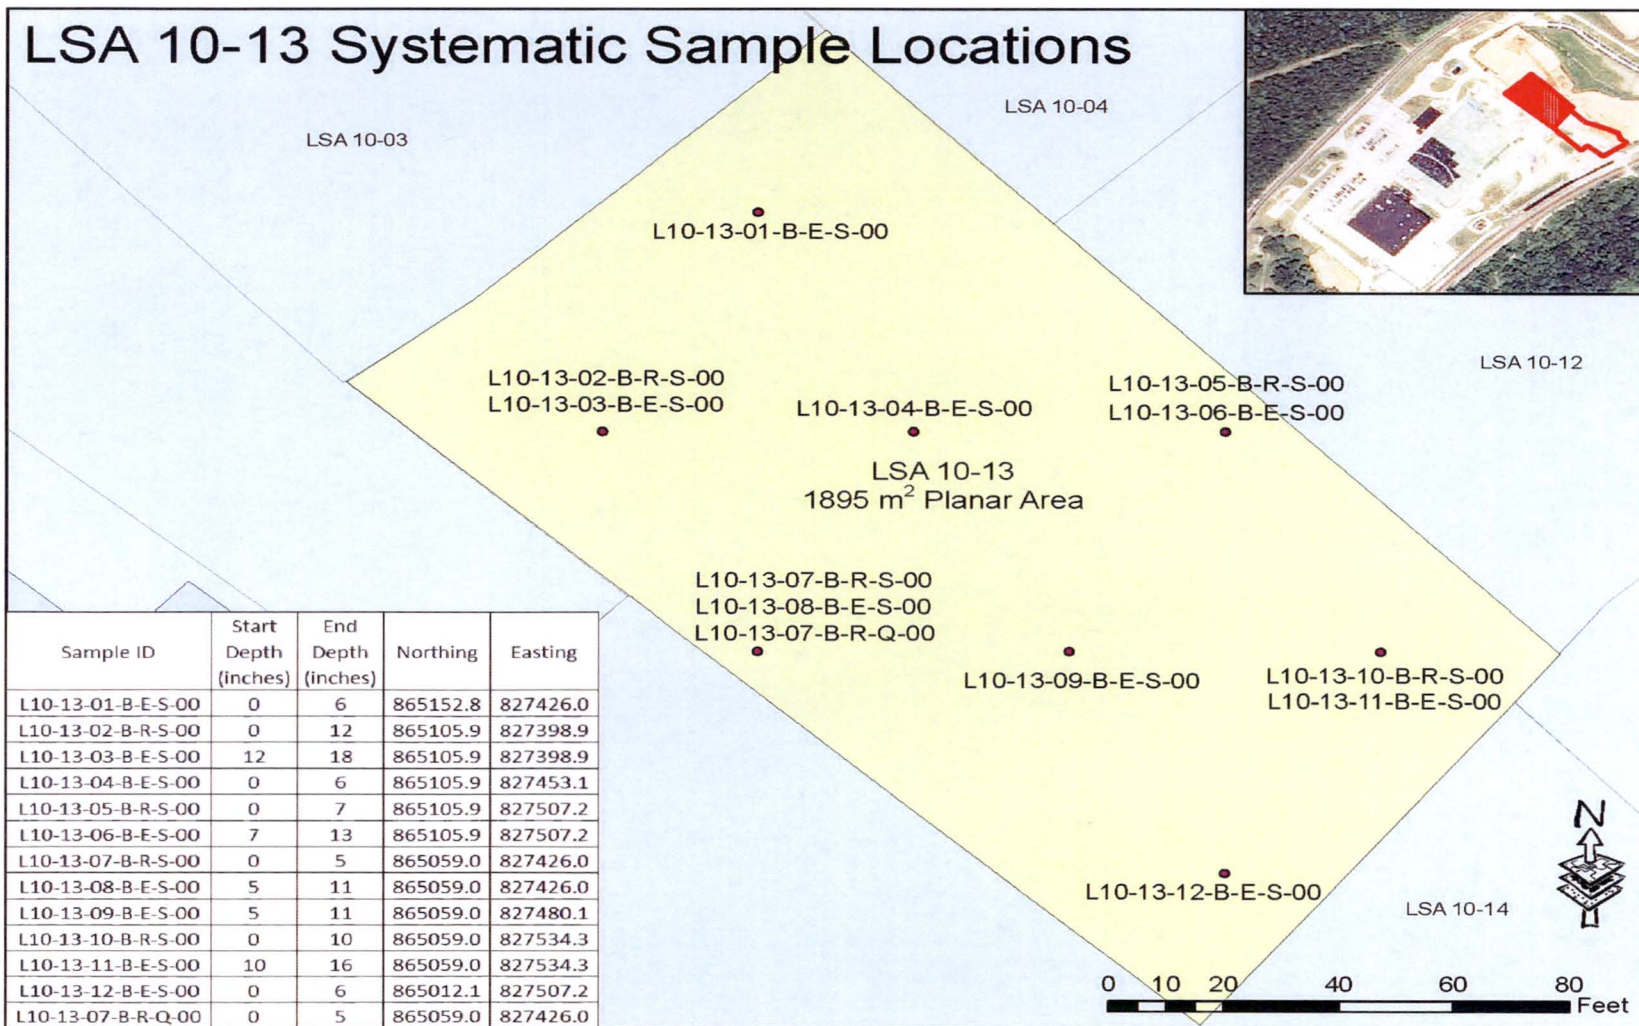 LSA 10-13 Systematic Sample Locations
LSA 10-03
LSA 10-04
L10-13-01-B-E-S-00
LSA 10-12
L10-13-02-B-R-S-00
L10-13-03-B-E-S-00
L10-13-04-B-E-S-00
L10-13-05-B-R-S-00
L10-13-06-B-E-S-00
LSA 10-13
1895 m² Planar Area
L10-13-07-B-R-S-00
L10-13-08-B-E-S-00
L10-13-07-B-R-Q-00
L10-13-09-B-E-S-00
L10-13-10-B-R-S-00
L10-13-11-B-E-S-00
L10-13-12-B-E-S-00
LSA 10-14
N
0 10 20 40 60 80
Feet
Sample ID Start Depth (inches) End Depth (inches) Northing Easting
L10-13-01-B-E-S-00 0 6 865152.8 827426.0
L10-13-02-B-R-S-00 0 12 865105.9 827398.9
L10-13-03-B-E-S-00 12 18 865105.9 827398.9
L10-13-04-B-E-S-00 0 6 865105.9 827453.1
L10-13-05-B-R-S-00 0 7 865105.9 827507.2
L10-13-06-B-E-S-00 7 13 865105.9 827507.2
L10-13-07-B-R-S-00 0 5 865059.0 827426.0
L10-13-08-B-E-S-00 5 11 865059.0 827426.0
L10-13-09-B-E-S-00 5 11 865059.0 827480.1
L10-13-10-B-R-S-00 0 10 865059.0 827534.3
L10-13-11-B-E-S-00 10 16 865059.0 827534.3
L10-13-12-B-E-S-00 0 6 865012.1 827507.2
L10-13-07-B-R-Q-00 0 5 865059.0 827426.0